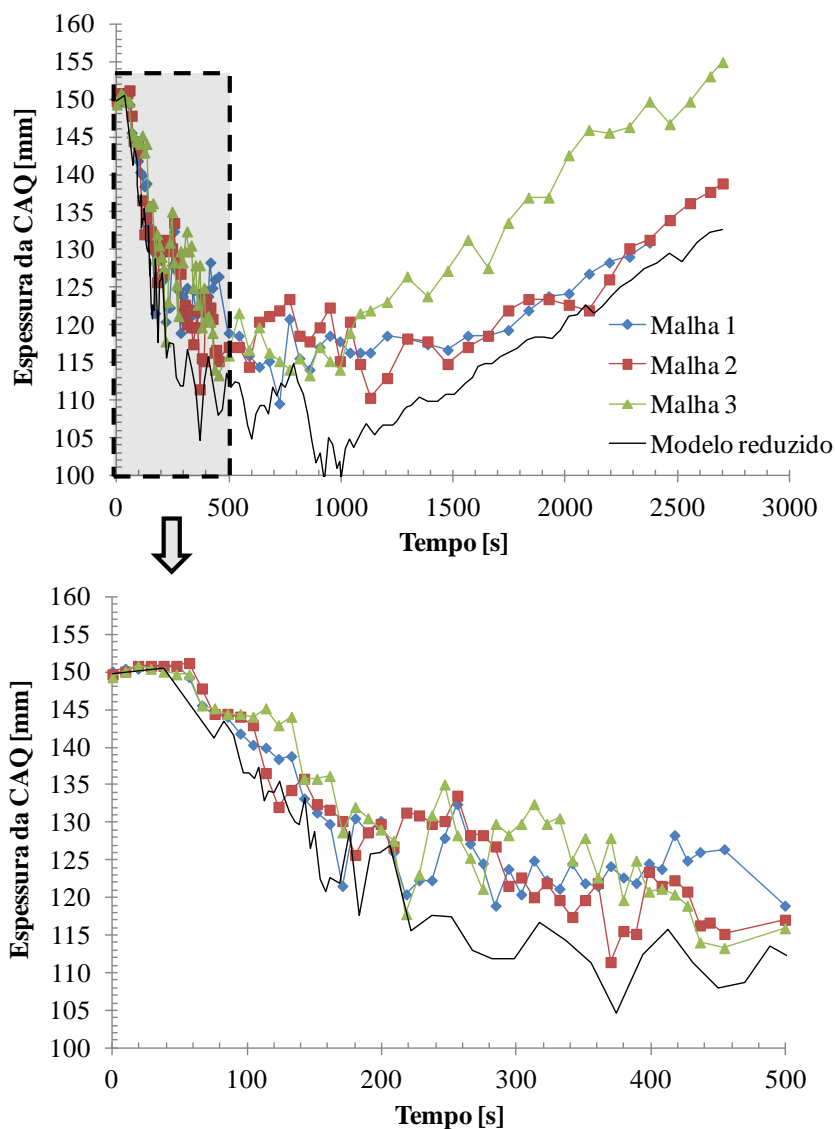 160
155
150
145
140
135
130
125
120
115
110
105
100
Espessura da CAQ [mm]
0 500 1000 1500 2000 2500 3000
Tempo [s]
Malha 1
Malha 2
Malha 3
Modelo reduzido
160
155
150
145
140
135
130
125
120
115
110
105
100
Espessura da CAQ [mm]
0 100 200 300 400 500
Tempo [s]